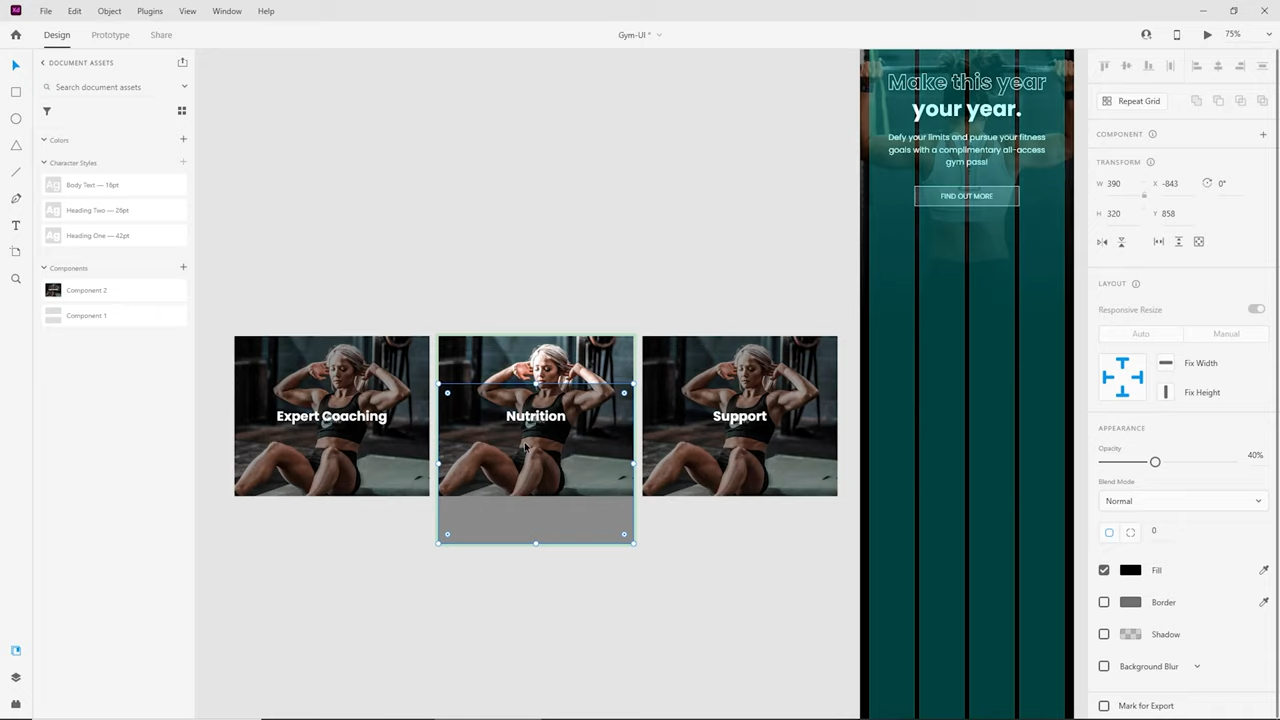 Xd File Edit Object Plugins View Window Help
Design Prototype Share Gym-UI * 75%
DOCUMENT ASSETS
Search document assets
Colors
Character Styles
Ag Body Text — 16pt
Ag Heading Two — 26pt
Ag Heading One — 42pt
Components
Component 2
Component 1
Expert Coaching
Nutrition
Support
Make this year
your year.
Defy your limits and pursue your fitness
goals with a complimentary all-access
gym pass!
FIND OUT MORE
Repeat Grid
COMPONENT
TRANSFORM
W 390 X -843 0°
H 320 Y 858
LAYOUT
Responsive Resize
Auto Manual
Fix Width
Fix Height
APPEARANCE
Opacity
40%
Blend Mode
Normal
0
Fill
Border
Shadow
Background Blur
Mark for Export